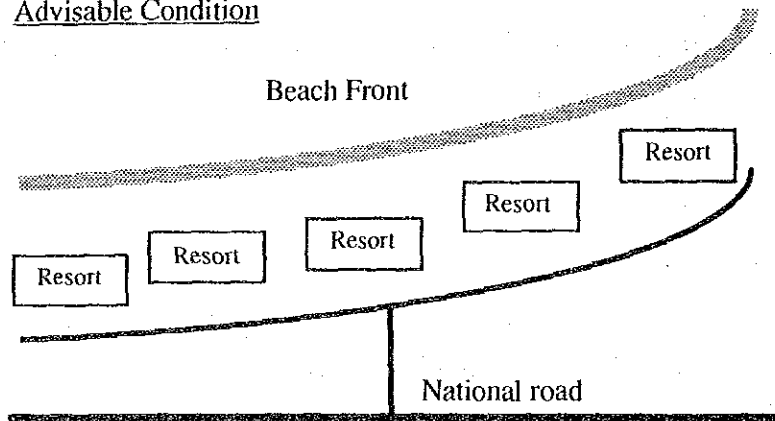 Advisable Condition
Beach Front
Resort
Resort
Resort
Resort
Resort
National road